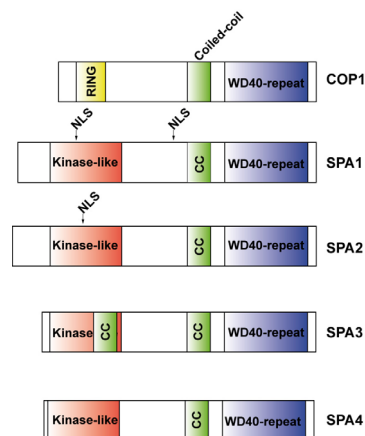 Coiled-coil
RING
WD40-repeat
COP1
NLS
NLS
Kinase-like
CC
WD40-repeat
SPA1
NLS
Kinase-like
CC
WD40-repeat
SPA2
Kinase
CC
CC
WD40-repeat
SPA3
Kinase-like
CC
WD40-repeat
SPA4